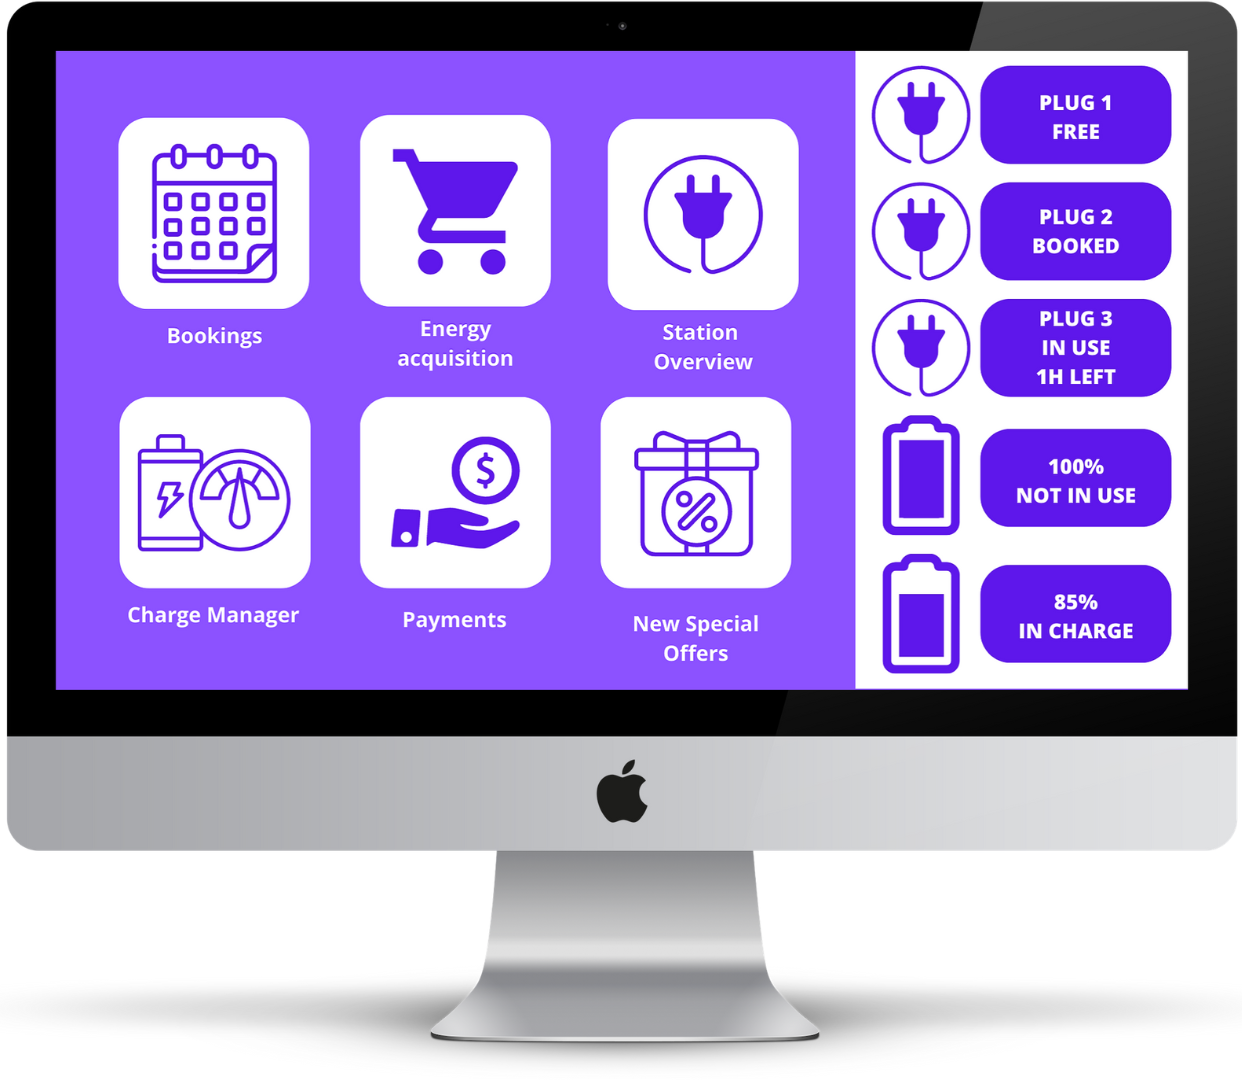 Bookings
Energy
acquisition
Station
Overview
Charge Manager
$
Payments
%
New Special
Offers
PLUG 1
FREE
PLUG 2
BOOKED
PLUG 3
IN USE
1H LEFT
100%
NOT IN USE
85%
IN CHARGE